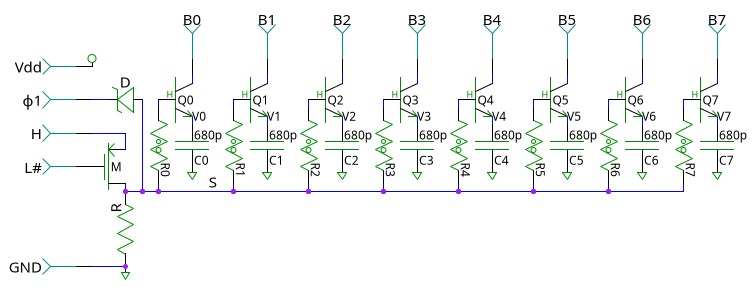 B0 B1 B2 B3 B4 B5 B6 B7
Vdd
D
ϕ1
H H H H H H H H
Q0 Q1 Q2 Q3 Q4 Q5 Q6 Q7
V0 V1 V2 V3 V4 V5 V6 V7
H
680p 680p 680p 680p 680p 680p 680p 680p
L#
M
R0 R1 R2 R3 R4 R5 R6 R7
C0 C1 C2 C3 C4 C5 C6 C7
S
R
GND